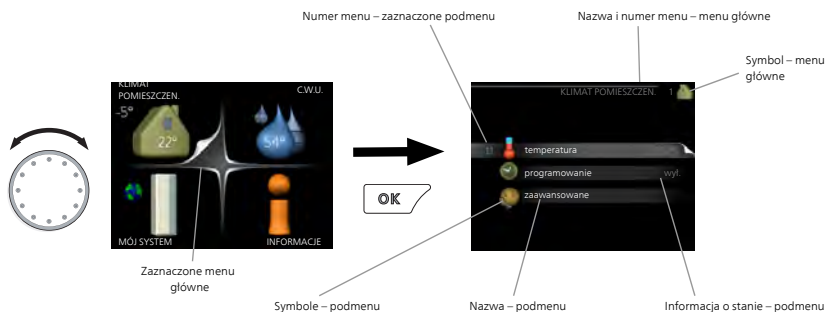 Numer menu – zaznaczone podmenu
Nazwa i numer menu – menu główne
Symbol – menu
główne
KLIMAT
POMIESZCZEN.
C.W.U.
-5°
22°
54°
MÓJ SYSTEM
INFORMACJE
OK
KLIMAT POMIESZCZEN.
1
temperatura
programowanie
wył.
zaawansowane
Zaznaczone menu
główne
Symbole – podmenu
Nazwa – podmenu
Informacja o stanie – podmenu